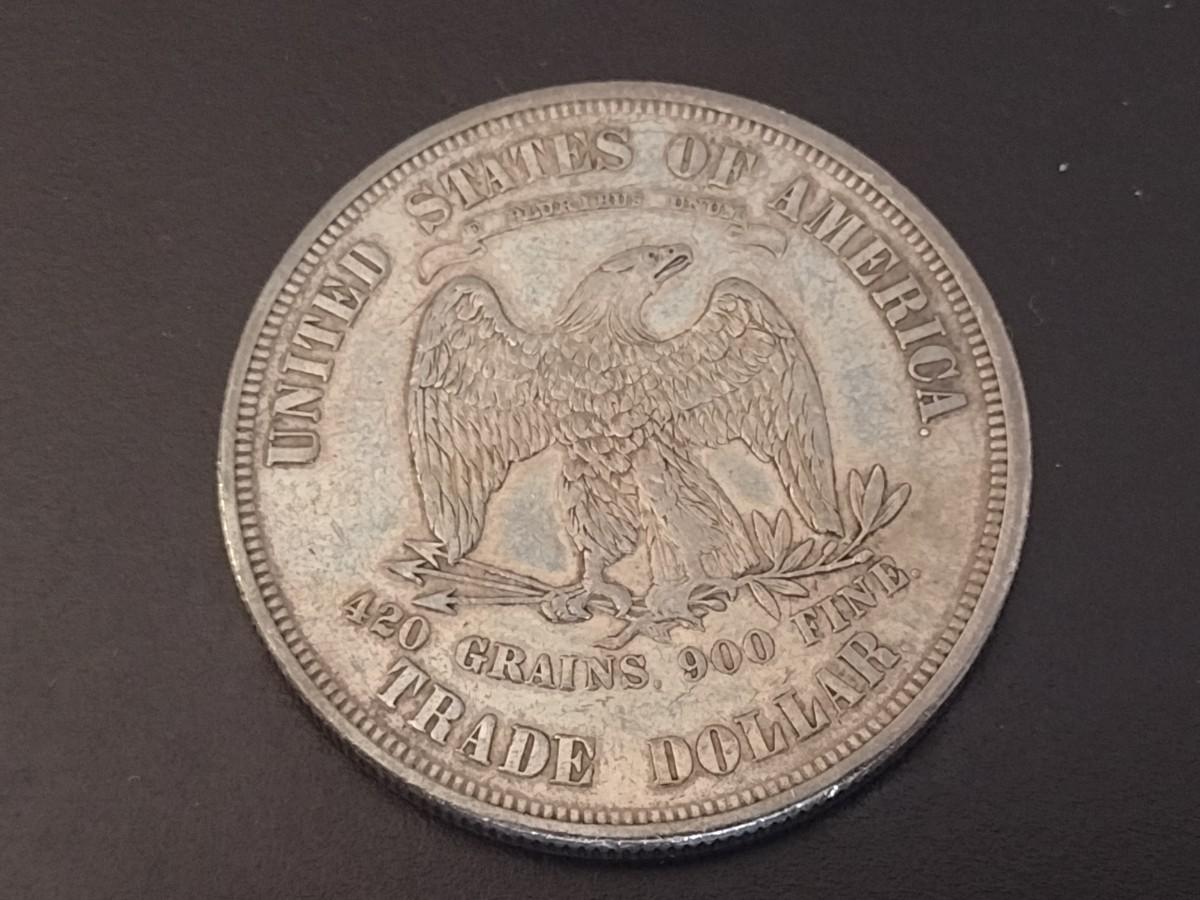 UNITED STATES OF AMERICA.
E PLURIBUS UNUM
420 GRAINS, 900 FINE.
TRADE DOLLAR